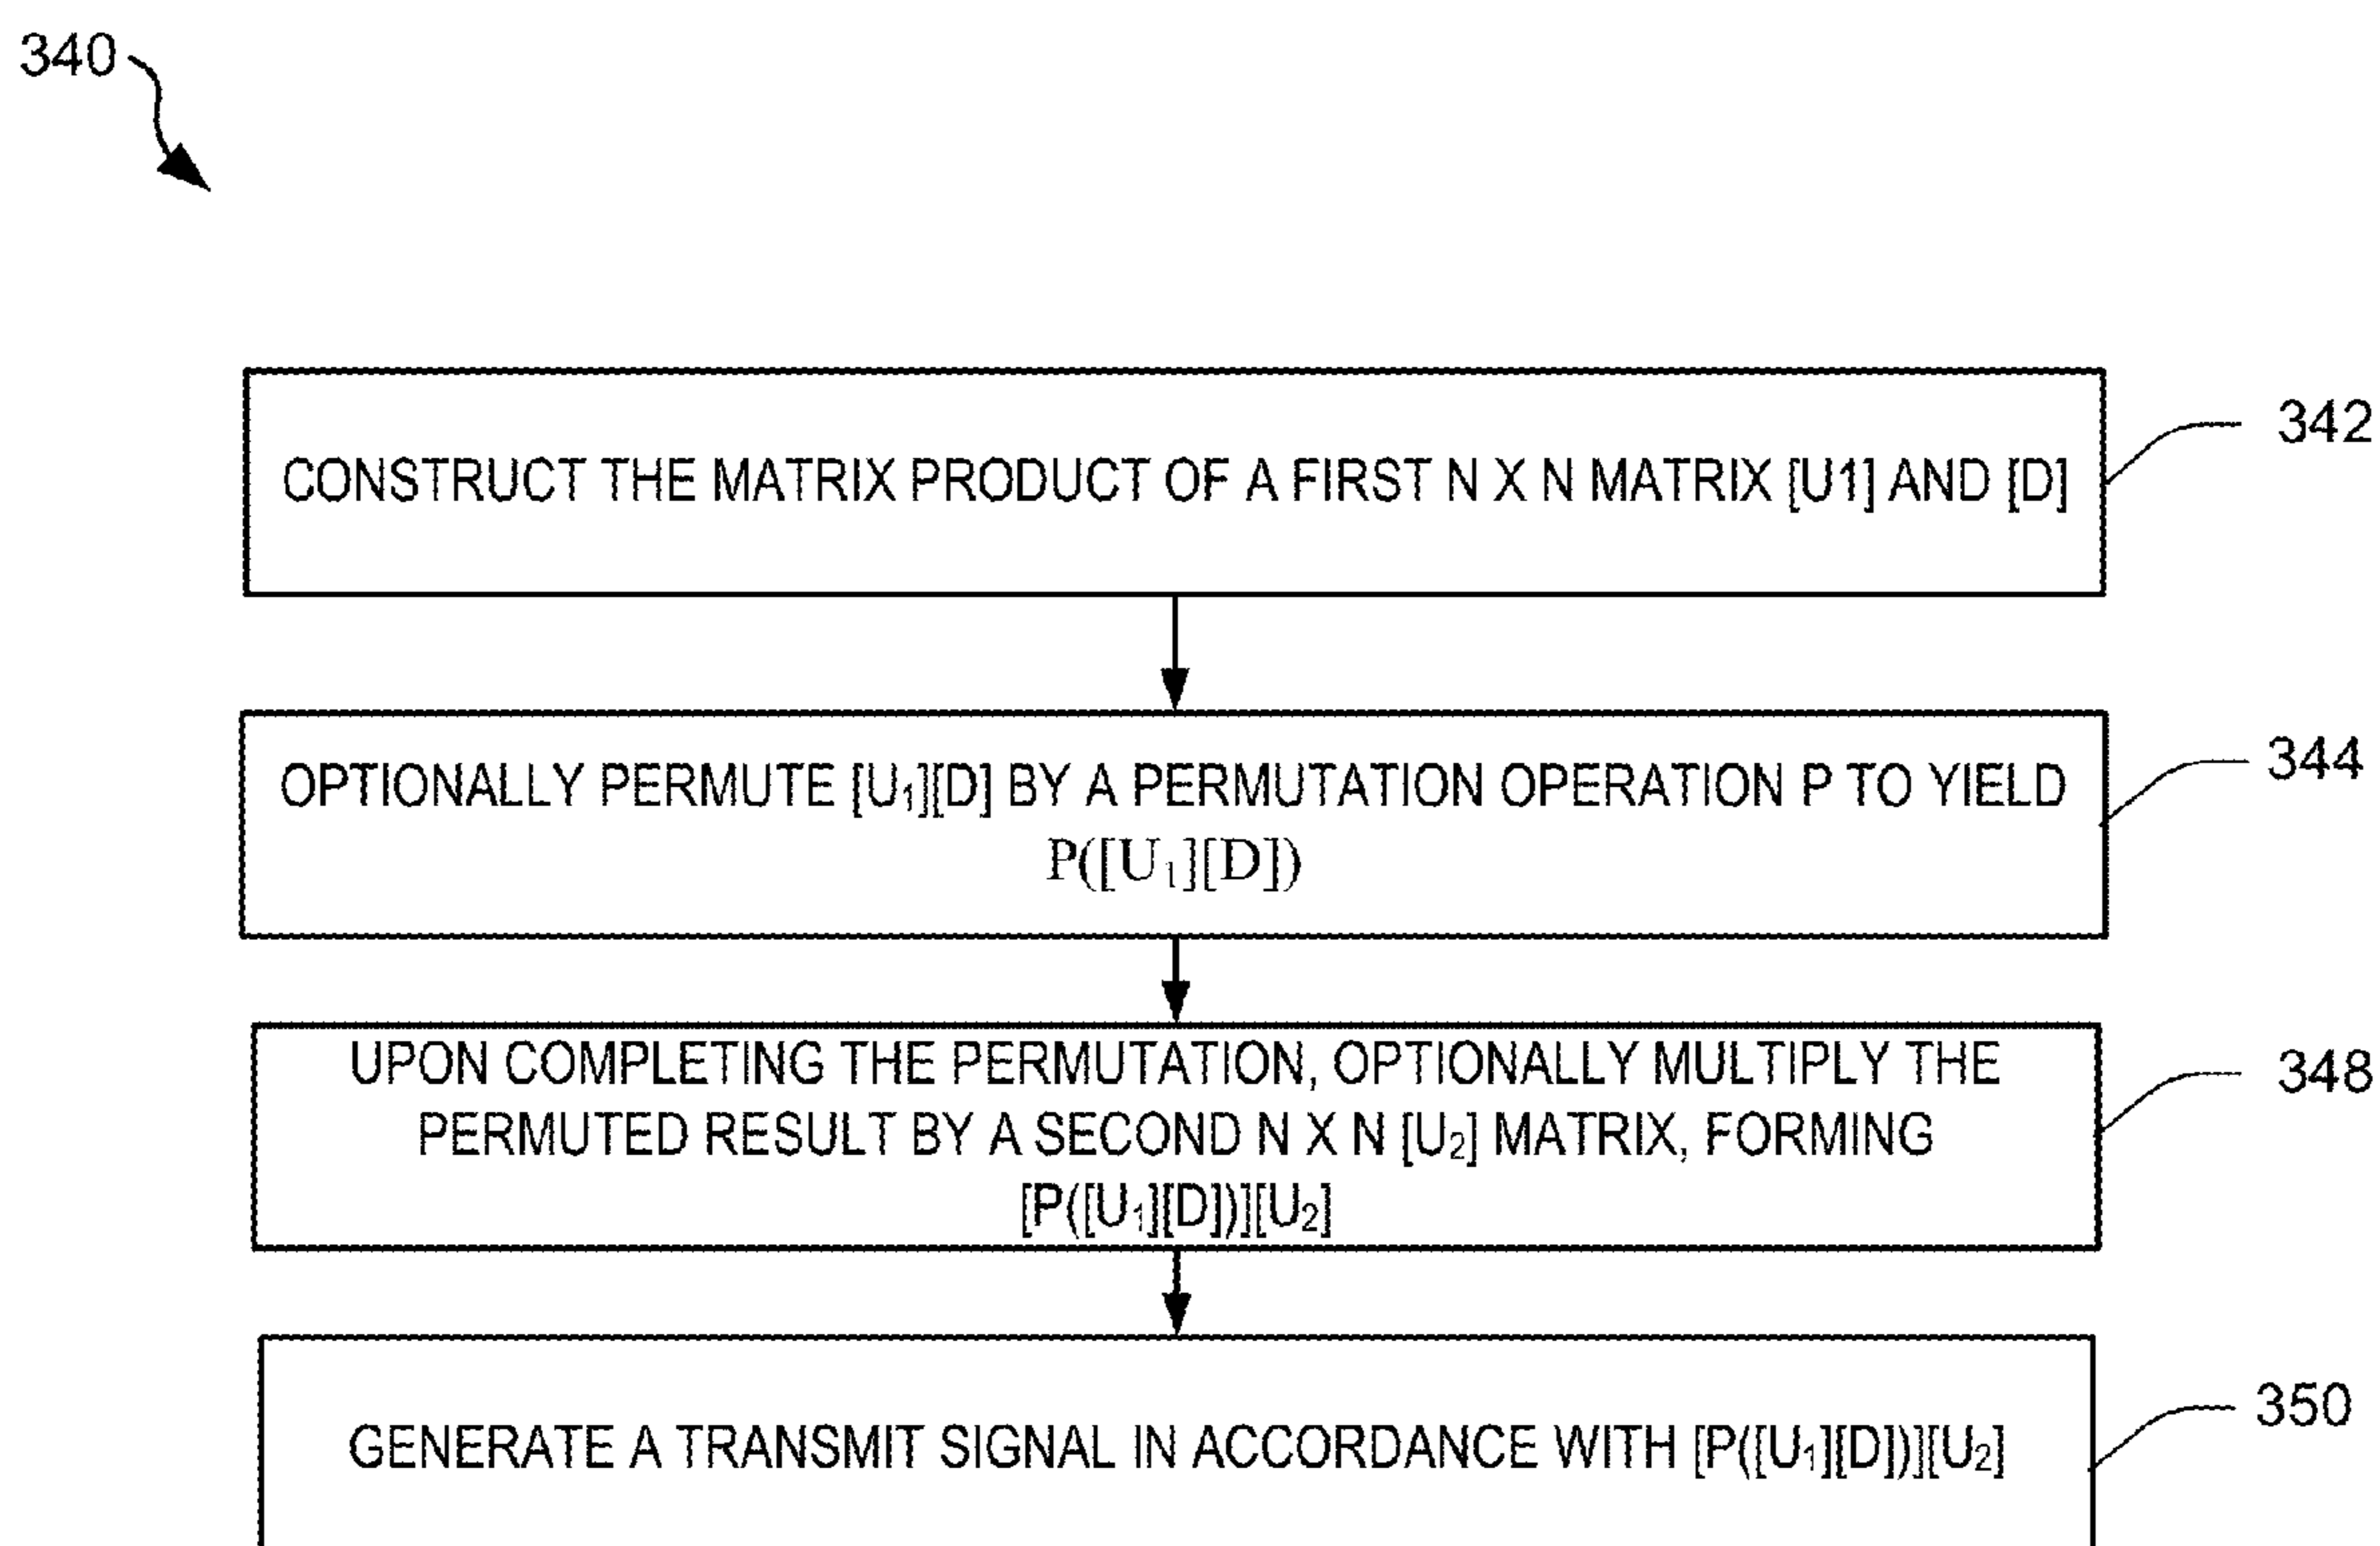 340
CONSTRUCT THE MATRIX PRODUCT OF A FIRST N X N MATRIX [U1] AND [D]
342
OPTIONALLY PERMUTE [U₁][D] BY A PERMUTATION OPERATION P TO YIELD
P([U₁][D])
344
UPON COMPLETING THE PERMUTATION, OPTIONALLY MULTIPLY THE
PERMUTED RESULT BY A SECOND N X N [U₂] MATRIX, FORMING
[P([U₁][D])][U₂]
348
GENERATE A TRANSMIT SIGNAL IN ACCORDANCE WITH [P([U₁][D])][U₂]
350